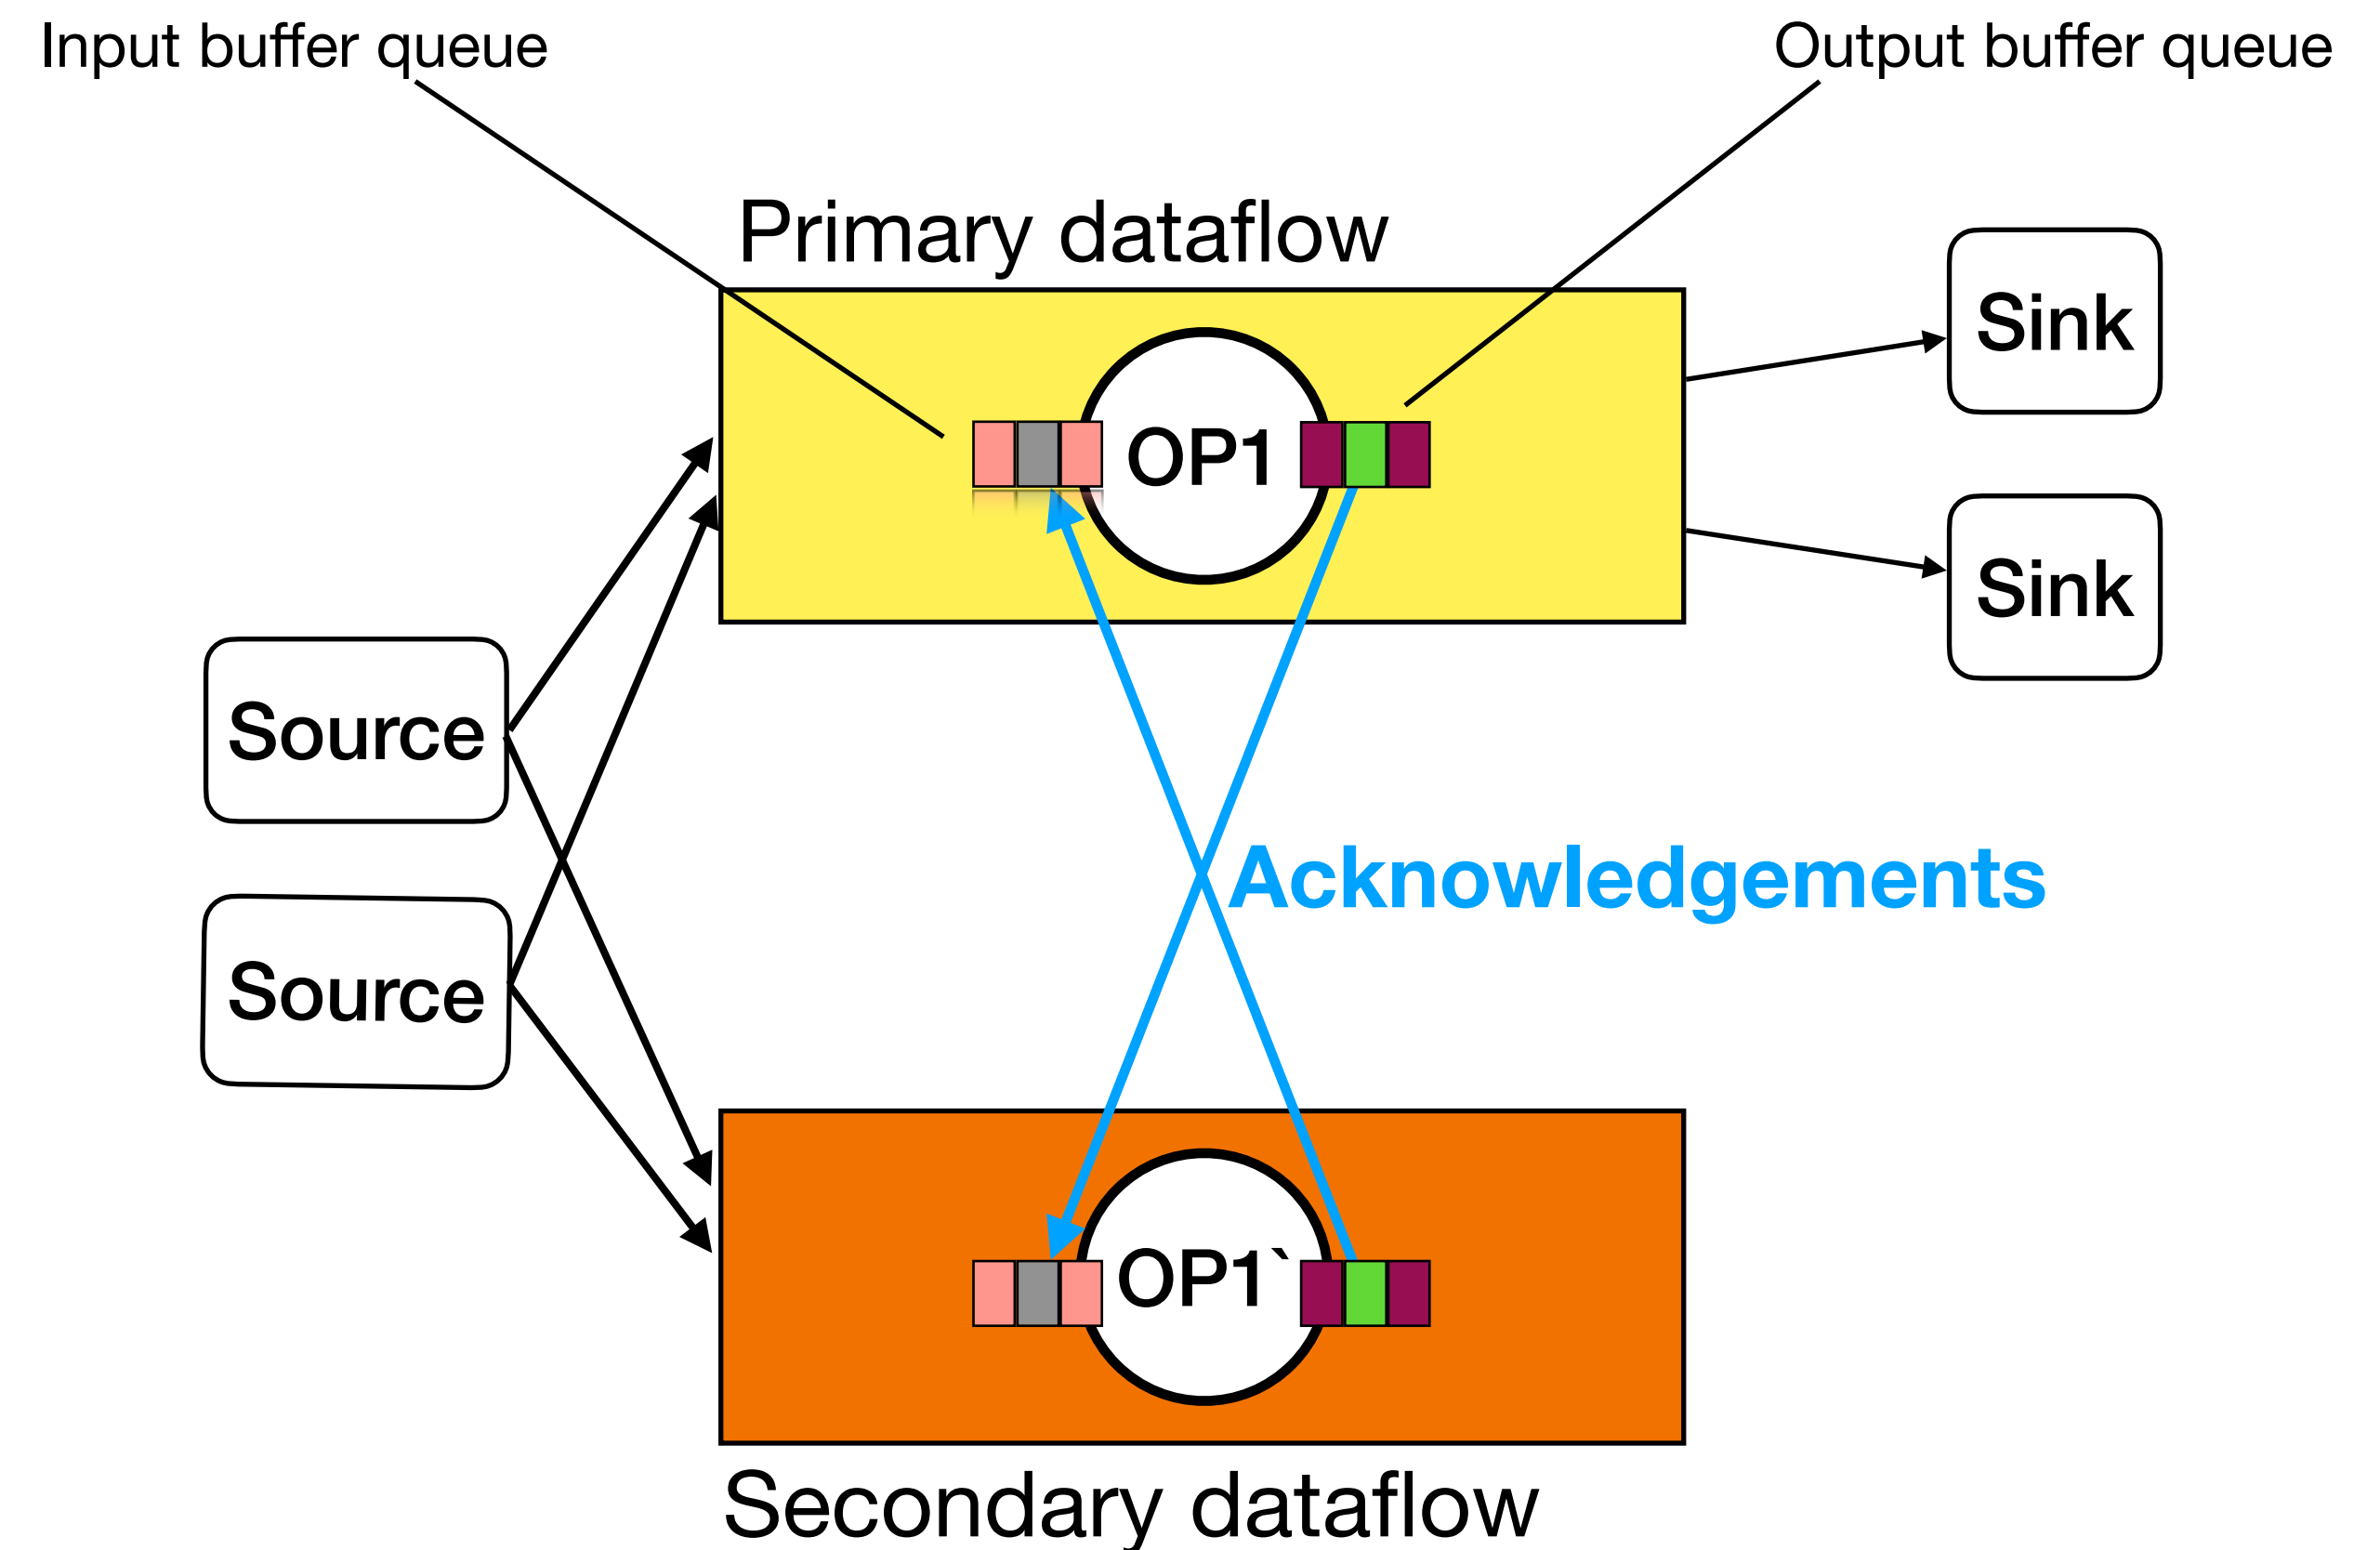 Input buffer queue
Output buffer queue
Primary dataflow
Sink
OP1
Sink
Source
Acknowledgements
Source
OP1`
Secondary dataflow